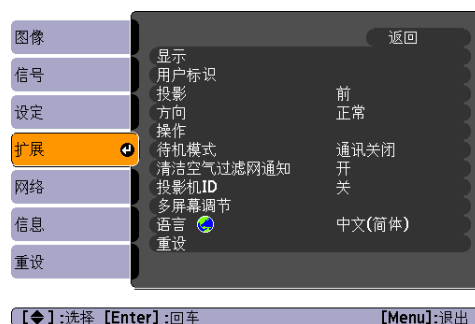 图像
信号
设定
扩展
网络
信息
重设
返回
显示
用户标识
投影 前
方向 正常
操作
待机模式 通讯关闭
清洁空气过滤网通知 开
投影机ID 关
多屏幕调节
语言 中文(简体)
重设
[◆]:选择 [Enter]:回车 [Menu]:退出